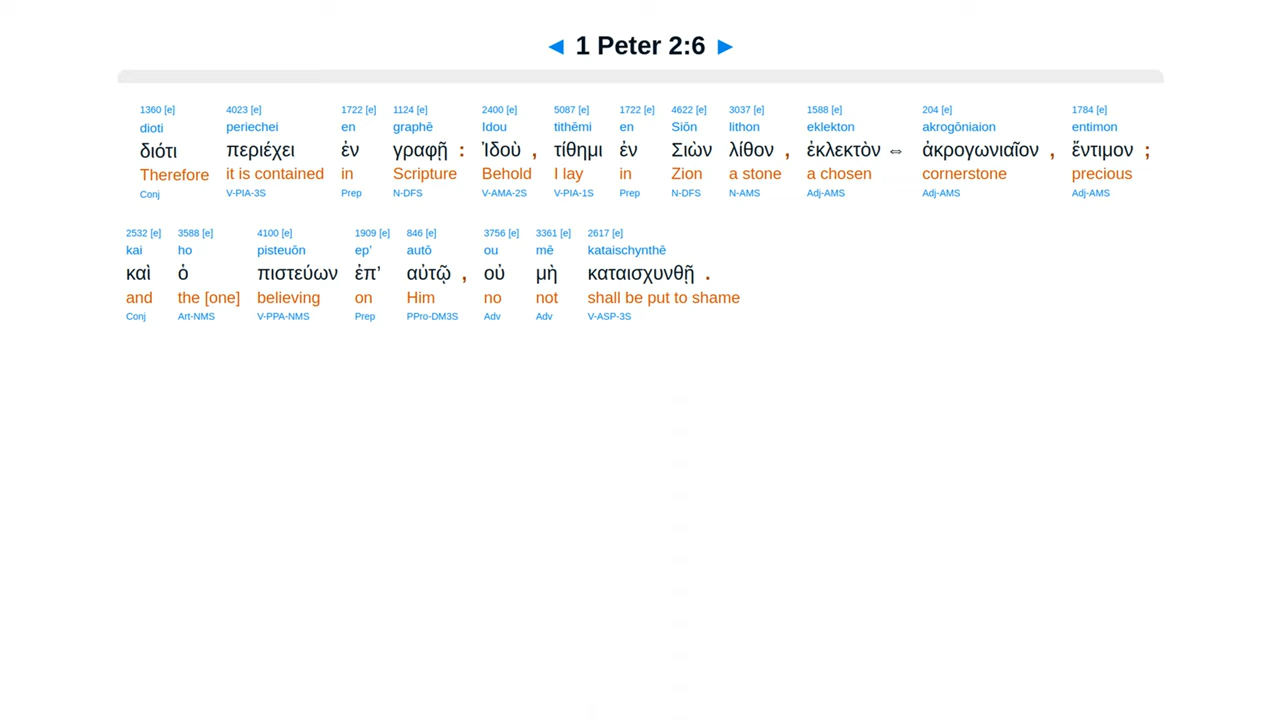 ◄ 1 Peter 2:6 ►
1360 [e] 4023 [e] 1722 [e] 1124 [e] 2400 [e] 5087 [e] 1722 [e] 4622 [e] 3037 [e] 1588 [e] 204 [e] 1784 [e]
dioti periechei en graphē Idou tithēmi en Siōn lithon eklekton akrogōniaion entimon
διότι περιέχει ἐν γραφῇ : Ἰδοὺ , τίθημι ἐν Σιὼν λίθον , ἐκλεκτὸν ⇔ ἀκρογωνιαῖον , ἔντιμον ;
Therefore it is contained in Scripture Behold I lay in Zion a stone a chosen cornerstone precious
Conj V-PIA-3S Prep N-DFS V-AMA-2S V-PIA-1S Prep N-DFS N-AMS Adj-AMS Adj-AMS Adj-AMS
2532 [e] 3588 [e] 4100 [e] 1909 [e] 846 [e] 3756 [e] 3361 [e] 2617 [e]
kai ho pisteuōn ep’ autō ou mē kataischynthē
καὶ ὁ πιστεύων ἐπ’ αὐτῷ , οὐ μὴ καταισχυνθῇ .
and the [one] believing on Him no not shall be put to shame
Conj Art-NMS V-PPA-NMS Prep PPro-DM3S Adv Adv V-ASP-3S